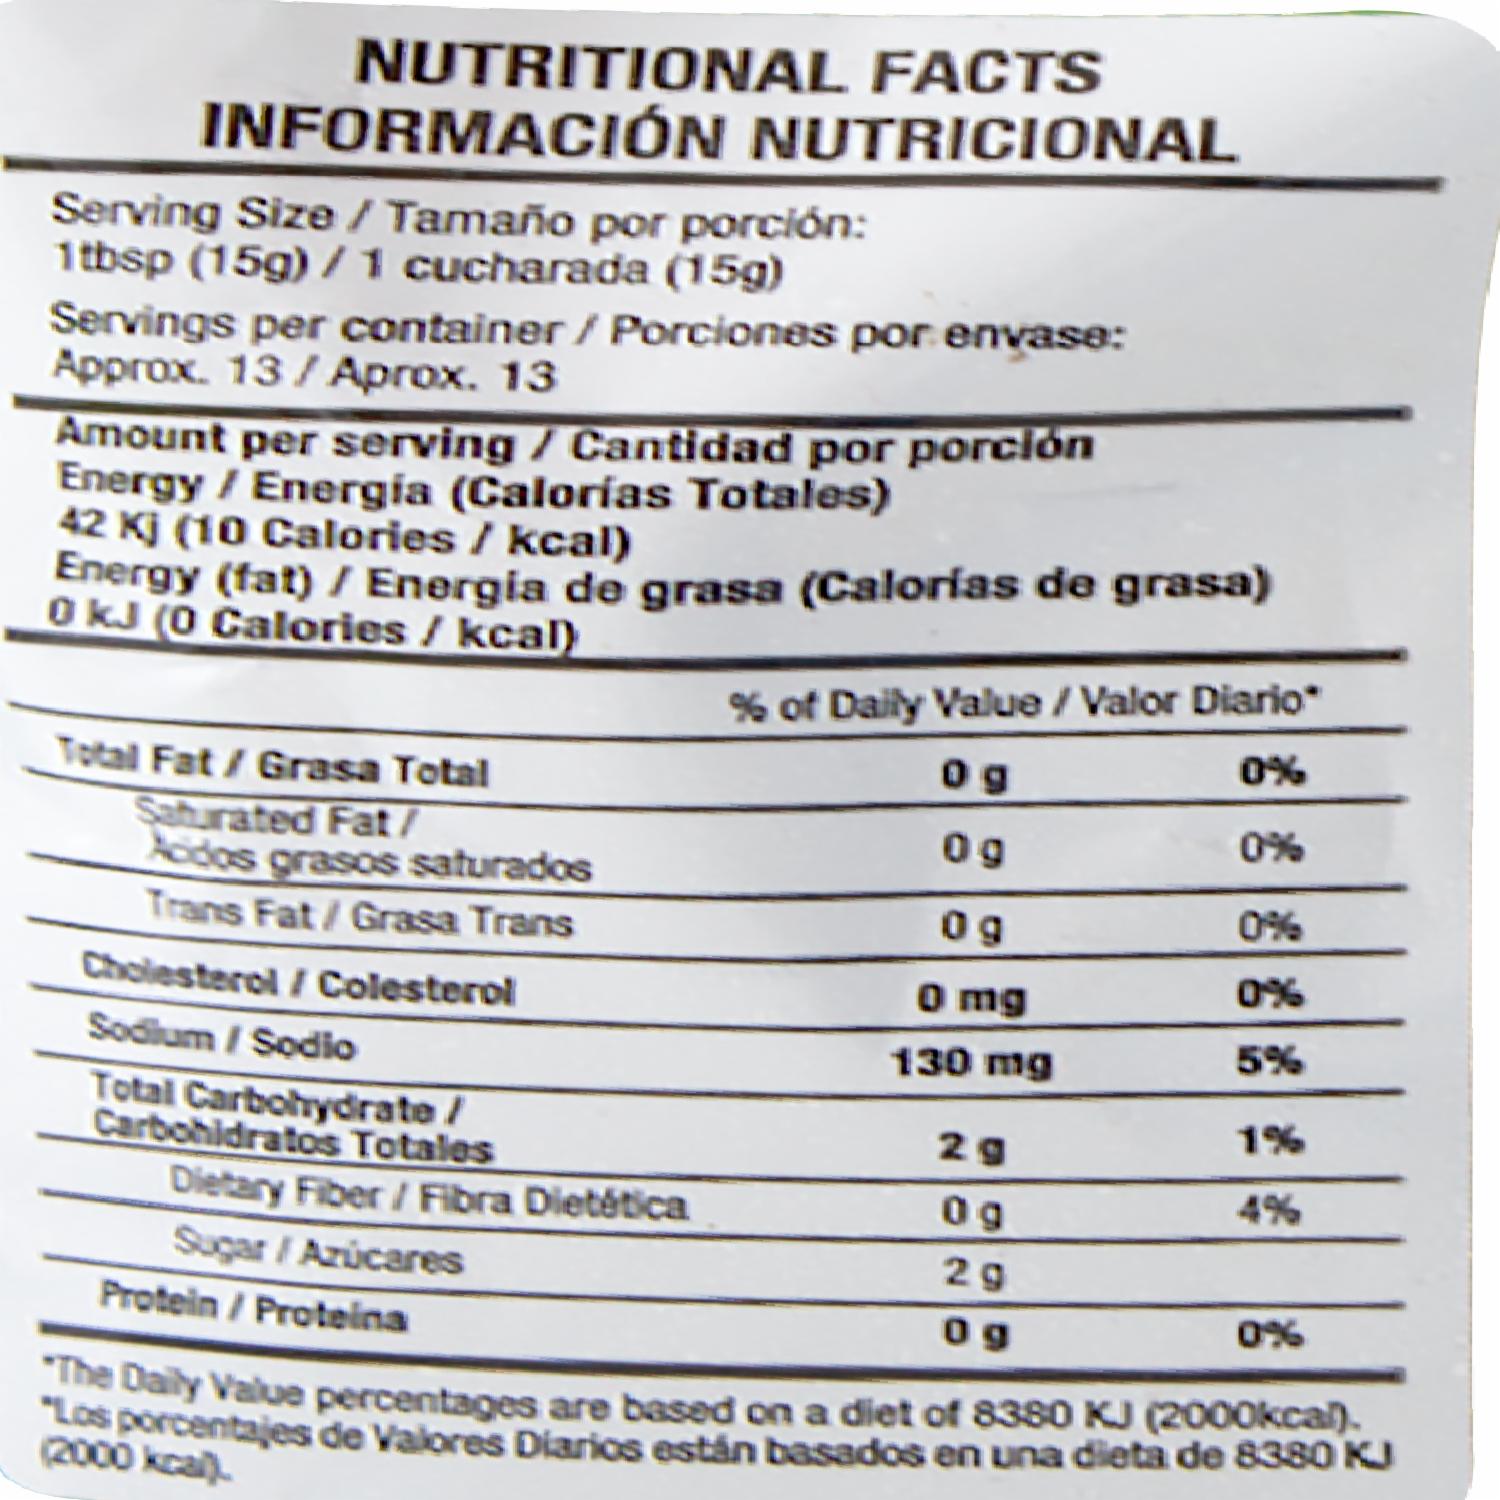 NUTRITIONAL FACTS
INFORMACIÓN NUTRICIONAL
Serving Size / Tamaño por porción:
1tbsp (15g) / 1 cucharada (15g)
Servings per container / Porciones por envase:
Approx. 13 / Aprox. 13
Amount per serving / Cantidad por porción
Energy / Energía (Calorías Totales)
42 Kj (10 Calories / kcal)
Energy (fat) / Energía de grasa (Calorías de grasa)
0 kJ (0 Calories / kcal)
% of Daily Value / Valor Diario*
Total Fat / Grasa Total 0 g 0%
Saturated Fat /
Ácidos grasos saturados 0 g 0%
Trans Fat / Grasa Trans 0 g 0%
Cholesterol / Colesterol 0 mg 0%
Sodium / Sodio 130 mg 5%
Total Carbohydrate /
Carbohidratos Totales 2 g 1%
Dietary Fiber / Fibra Dietética 0 g 4%
Sugar / Azúcares 2 g
Protein / Proteína 0 g 0%
*The Daily Value percentages are based on a diet of 8380 KJ (2000kcal).
*Los porcentajes de Valores Diarios están basados en una dieta de 8380 KJ
(2000 kcal).